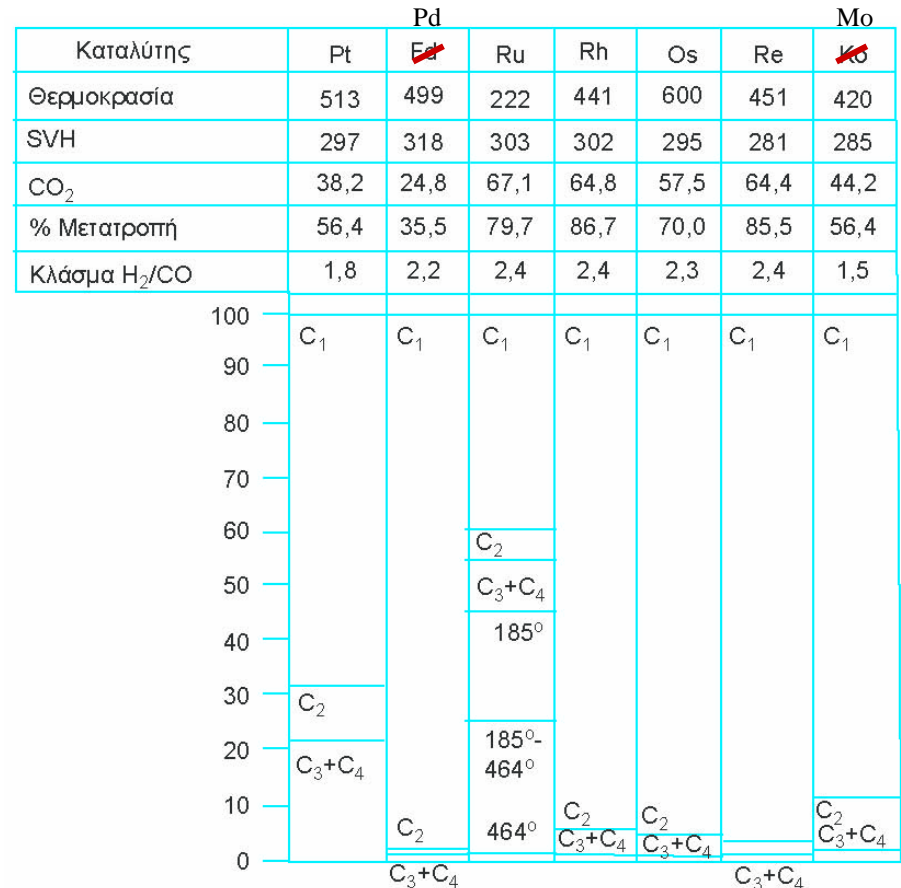 Pd Mo
Καταλύτης Pt Fd Ru Rh Os Re Ko
Θερμοκρασία 513 499 222 441 600 451 420
SVH 297 318 303 302 295 281 285
CO₂ 38,2 24,8 67,1 64,8 57,5 64,4 44,2
% Μετατροπή 56,4 35,5 79,7 86,7 70,0 85,5 56,4
Κλάσμα H₂/CO 1,8 2,2 2,4 2,4 2,3 2,4 1,5
100
C₁ C₁ C₁ C₁ C₁ C₁ C₁
90
80
70
60
C₂
50 C₃+C₄
40 185º
30
C₂
20 185º-
C₃+C₄ 464º
10
C₂ C₂ C₂
C₂ 464º C₃+C₄ C₃+C₄ C₃+C₄
0
C₃+C₄ C₃+C₄